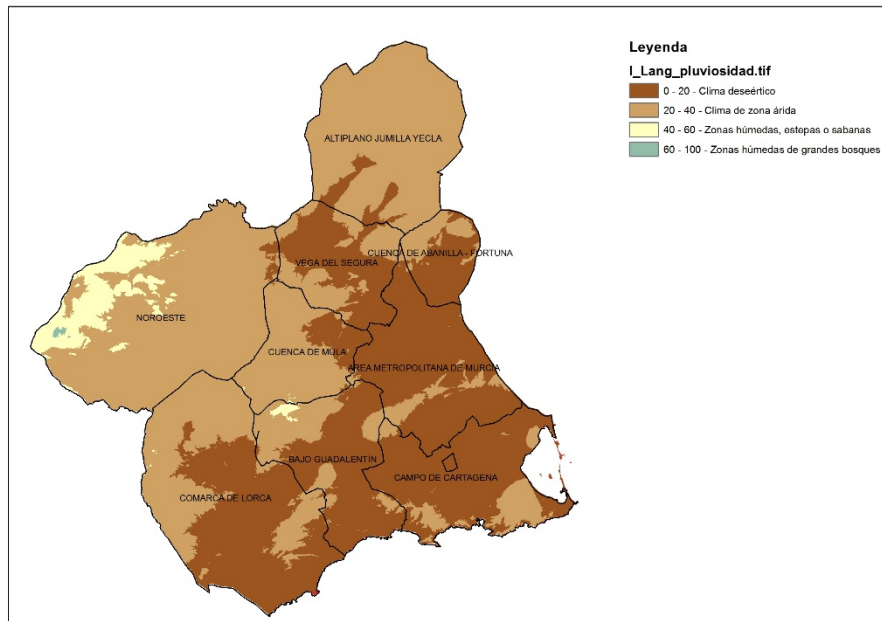 Leyenda
I_Lang_pluviosidad.tif
0 - 20 - Clima deseértico
20 - 40 - Clima de zona árida
40 - 60 - Zonas húmedas, estepas o sabanas
60 - 100 - Zonas húmedas de grandes bosques
ALTIPLANO JUMILLA YECLA
CUENCA DE ABANILLA - FORTUNA
VEGA DEL SEGURA
NOROESTE
CUENCA DE MULA
AREA METROPOLITANA DE MURCIA
BAJO GUADALENTÍN
CAMPO DE CARTAGENA
COMARCA DE LORCA